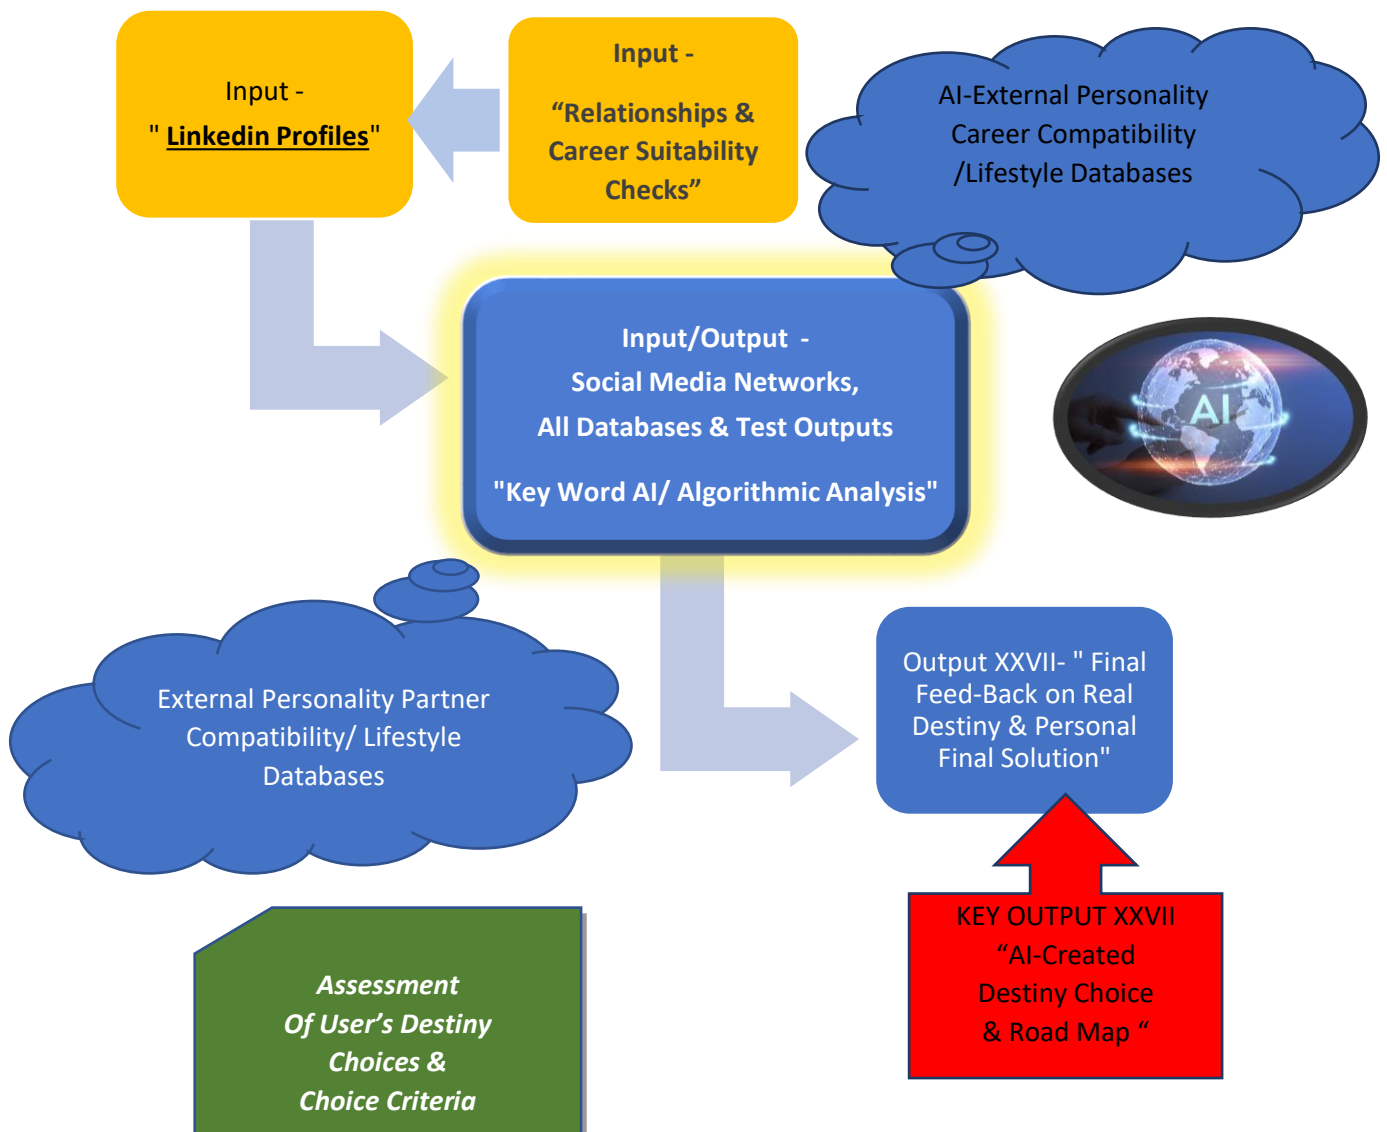 Input -
" Linkedin Profiles"
Input -
“Relationships &
Career Suitability
Checks”
AI-External Personality
Career Compatibility
/Lifestyle Databases
Input/Output -
Social Media Networks,
All Databases & Test Outputs
"Key Word AI/ Algorithmic Analysis"
AI
External Personality Partner
Compatibility/ Lifestyle
Databases
Output XXVII- " Final
Feed-Back on Real
Destiny & Personal
Final Solution"
KEY OUTPUT XXVII
“AI-Created
Destiny Choice
& Road Map “
Assessment
Of User’s Destiny
Choices &
Choice Criteria